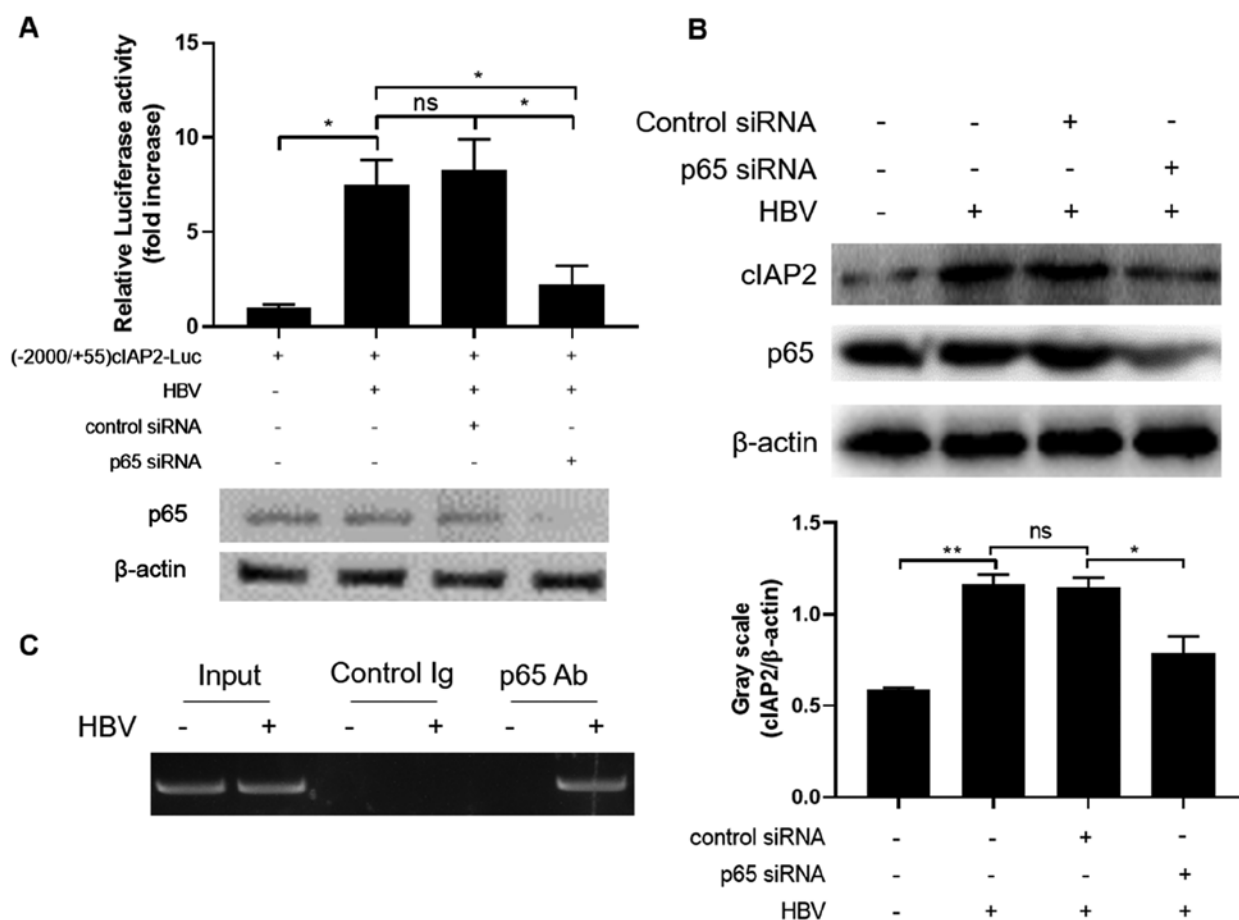 A
Relative Luciferase activity
(fold increase)
15
10
5
0
*
ns
*
*
(-2000/+55)cIAP2-Luc + + + +
HBV - + + +
control siRNA - - + -
p65 siRNA - - - +
p65
β-actin
B
Control siRNA - - + -
p65 siRNA - - - +
HBV - + + +
cIAP2
p65
β-actin
Gray scale
(cIAP2/β-actin)
1.5
1.0
0.5
0.0
**
ns
*
control siRNA - - + -
p65 siRNA - - - +
HBV - + + +
C
Input Control Ig p65 Ab
HBV - + - + - +